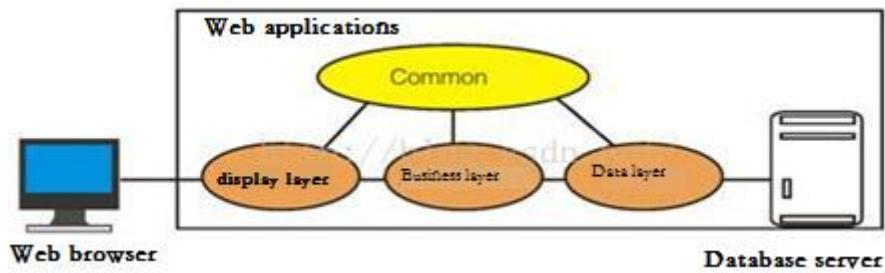 Web applications
Common
display layer
Business layer
Data layer
Web browser
Database server